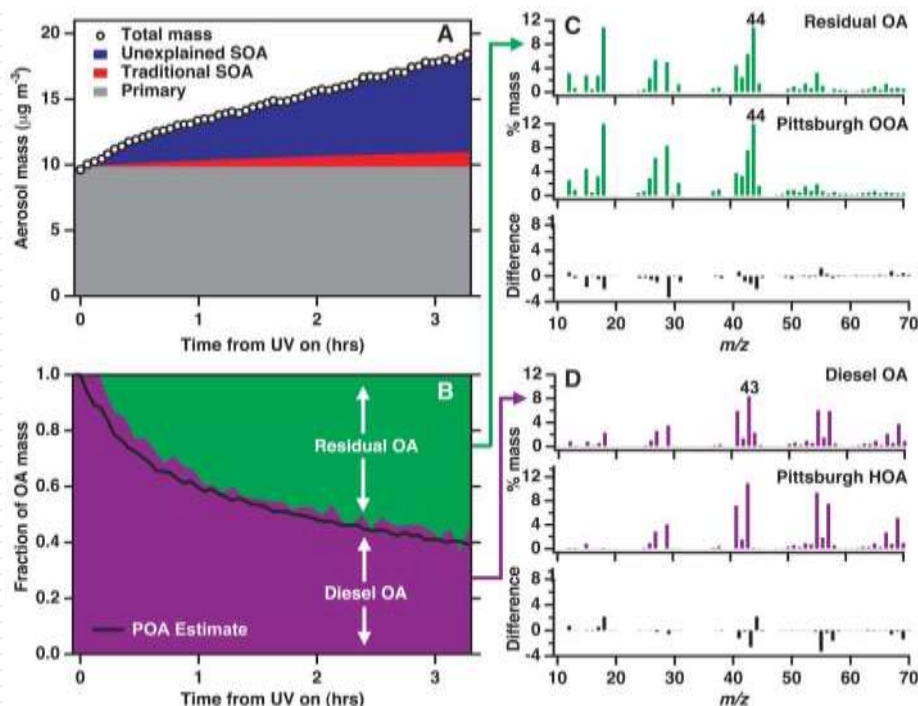 A
Total mass
Unexplained SOA
Traditional SOA
Primary
Aerosol mass (µg m⁻³)
20
15
10
5
0
0
1
2
3
Time from UV on (hrs)
B
Residual OA
Diesel OA
POA Estimate
Fraction of OA mass
1.0
0.8
0.6
0.4
0.2
0.0
0
1
2
3
Time from UV on (hrs)
C
Residual OA
44
12
8
4
0
% mass
Pittsburgh OOA
44
12
8
4
0
Difference
8
4
0
-4
10 20 30 40 50 60 70
m/z
D
Diesel OA
43
12
8
4
0
% mass
Pittsburgh HOA
12
8
4
0
Difference
8
4
0
-4
10 20 30 40 50 60 70
m/z